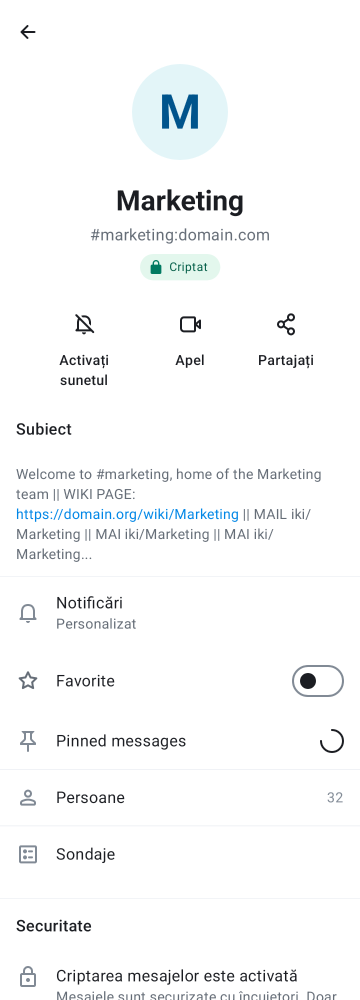 M
Marketing
#marketing:domain.com
Criptat
Activați
sunetul
Apel
Partajați
Subiect
Welcome to #marketing, home of the Marketing
team || WIKI PAGE:
https://domain.org/wiki/Marketing || MAIL iki/
Marketing || MAI iki/Marketing || MAI iki/
Marketing...
Notificări
Personalizat
Favorite
Pinned messages
Persoane 32
Sondaje
Securitate
Criptarea mesajelor este activată
Mesajele sunt securizate cu încuietori. Doar